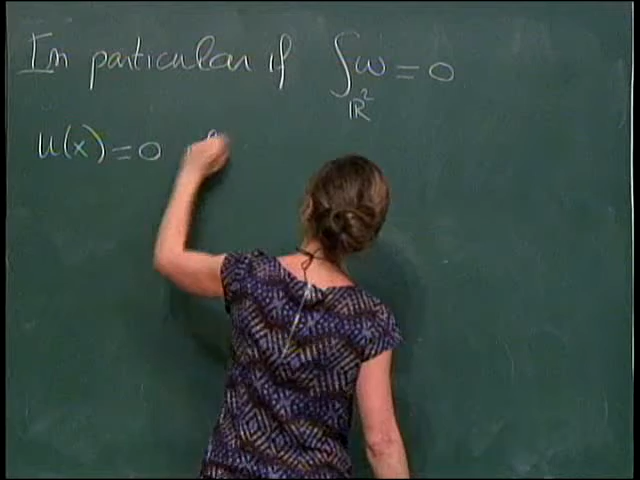 In particular if ∫ω = 0
ℝ²
u(x) = 0